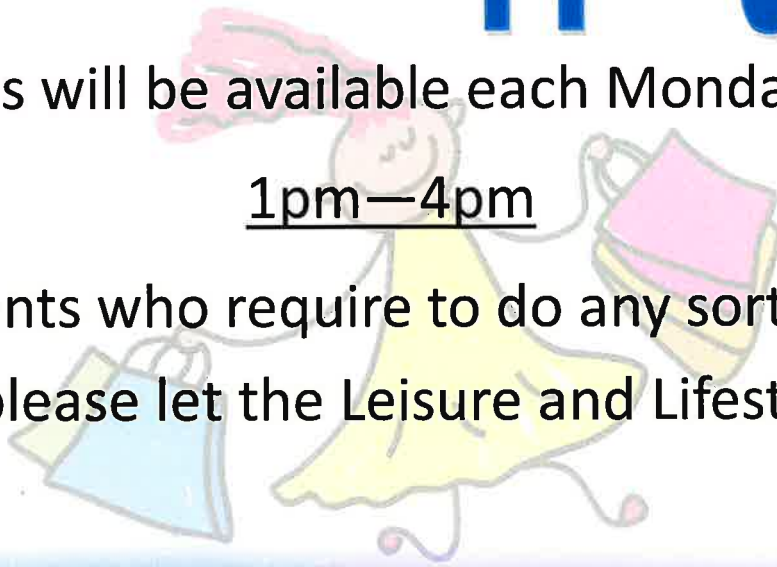 s will be available each Monda
1pm—4pm
nts who require to do any sort
please let the Leisure and Lifest